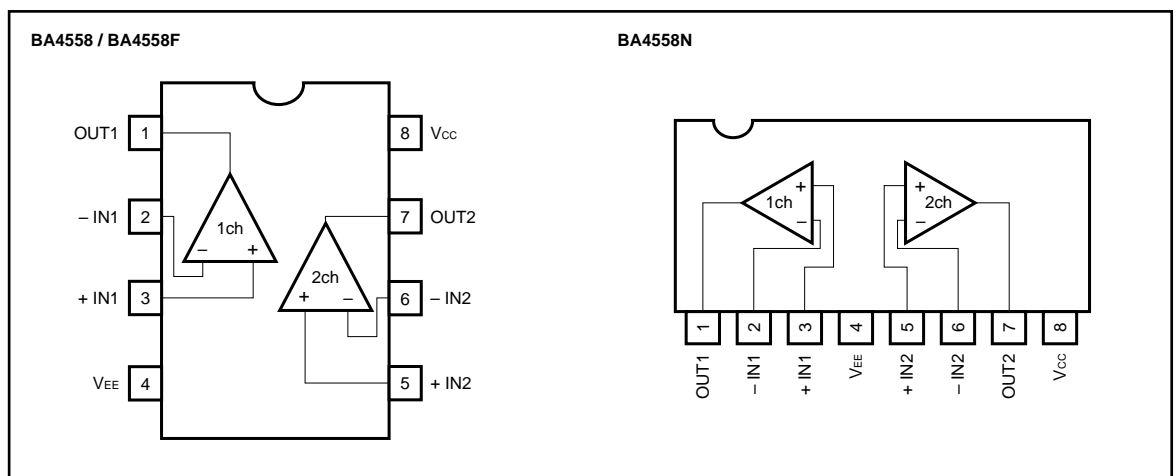 BA4558 / BA4558F
OUT1 1
8 VCC
1ch
– IN1 2
7 OUT2
– +
2ch
+ IN1 3
+ –
6 – IN2
VEE 4
5 + IN2
BA4558N
+ +
1ch 2ch
– –
1 2 3 4 5 6 7 8
OUT1
– IN1
+ IN1
VEE
+ IN2
– IN2
OUT2
VCC